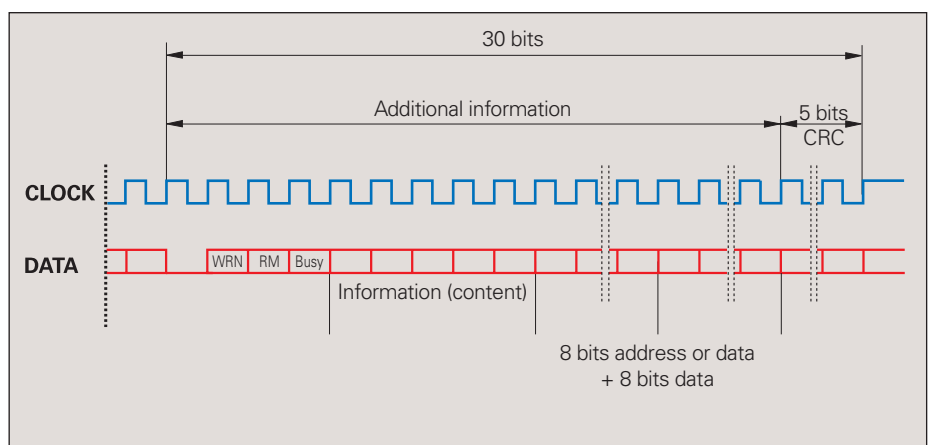 30 bits
Additional information
5 bits
CRC
CLOCK
DATA
WRN RM Busy
Information (content)
8 bits address or data
+ 8 bits data